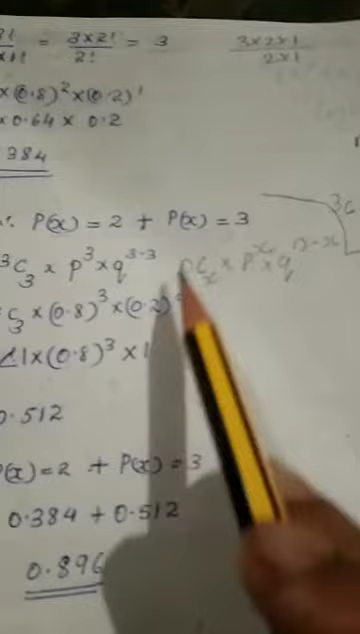 = 3×2! / 2! = 3 3×2×1 / 2×1
×(0.8)²×(0.2)¹
×0.64 × 0.2
384
P(x) = 2 + P(x) = 3
³C
³C₃ × p³ × q³⁻³
C₃ × (0.8)³ × (0.2)
1 × (0.8)³ × 1
0.512
(x) = 2 + P(x) = 3
0.384 + 0.512
0.896